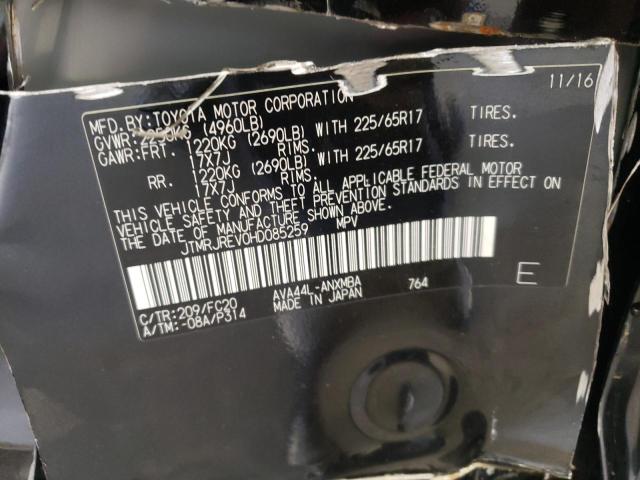 11/16
MFD. BY: TOYOTA MOTOR CORPORATION
GVWR: 2250KG (4960LB)
GAWR: FRT. 1220KG (2690LB) WITH 225/65R17 TIRES.
17X7J RIMS.
RR. 1220KG (2690LB) WITH 225/65R17 TIRES.
17X7J RIMS.
THIS VEHICLE CONFORMS TO ALL APPLICABLE FEDERAL MOTOR
VEHICLE SAFETY AND THEFT PREVENTION STANDARDS IN EFFECT ON
THE DATE OF MANUFACTURE SHOWN ABOVE.
JTMRJREV0HD085259 MPV
E
C/TR: 209/FC20 AVA44L-ANXMBA 764
A/TM: -08A/P314 MADE IN JAPAN